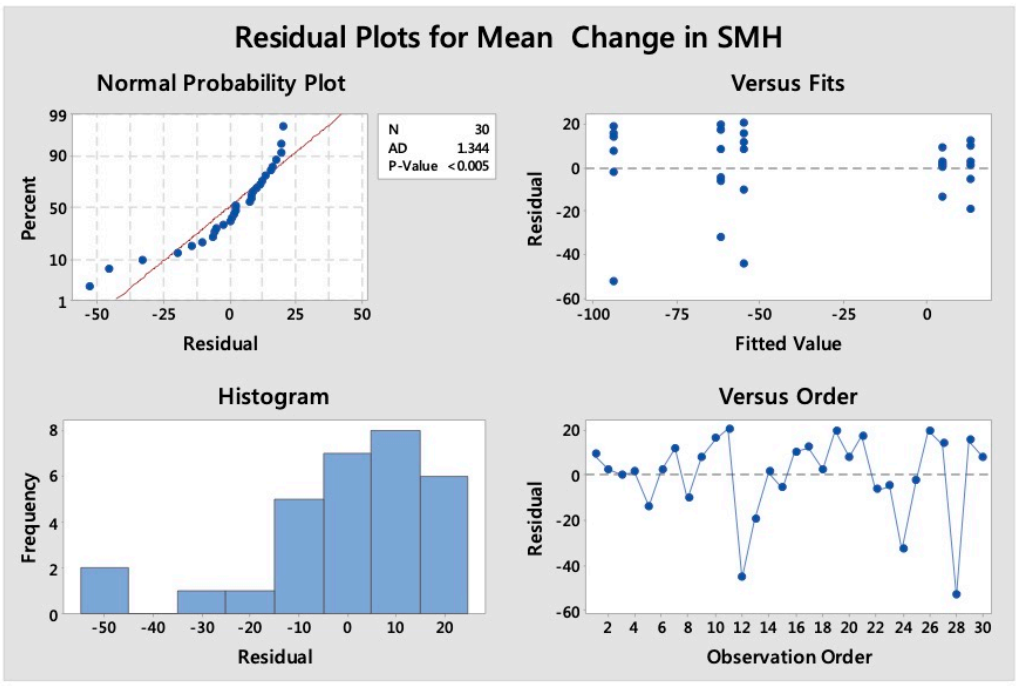 Residual Plots for Mean  Change in SMH
Normal Probability Plot
99
90
50
10
1
Percent
-50 -25 0 25 50
Residual
N 30
AD 1.344
P-Value <0.005
Versus Fits
20
0
-20
-40
-60
Residual
-100 -75 -50 -25 0
Fitted Value
Histogram
8
6
4
2
0
Frequency
-50 -40 -30 -20 -10 0 10 20
Residual
Versus Order
20
0
-20
-40
-60
Residual
2 4 6 8 10 12 14 16 18 20 22 24 26 28 30
Observation Order